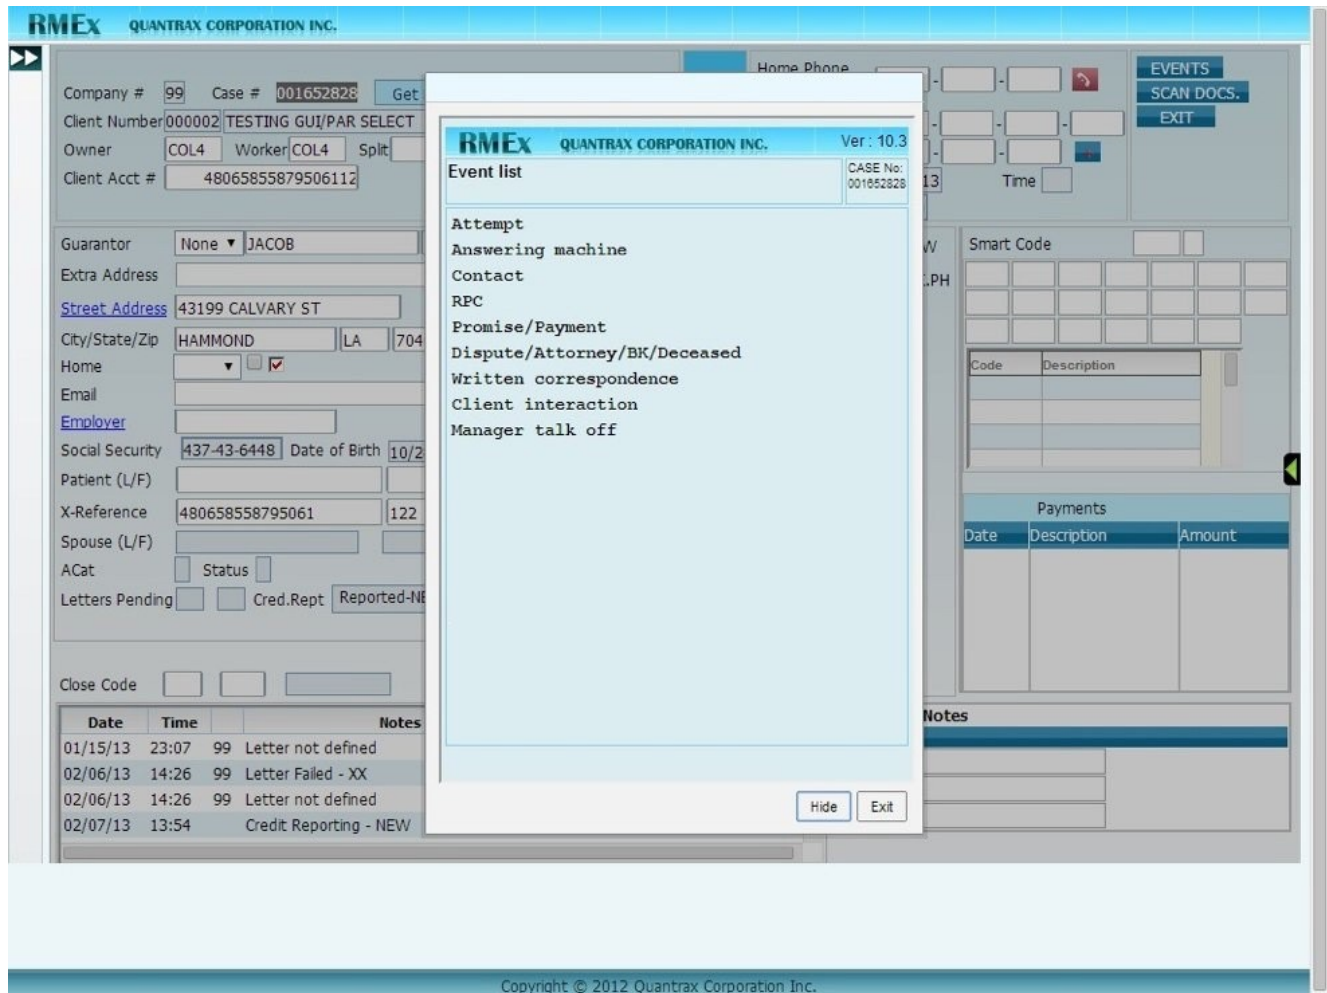 RMEx QUANTRAX CORPORATION INC.
Home Phone - -
EVENTS
SCAN DOCS.
EXIT
Company # 99 Case # 001652828 Get
Client Number 000002 TESTING GUI/PAR SELECT
Owner COL4 Worker COL4 Split
Client Acct # 48065855879506112
13 Time
RMEx QUANTRAX CORPORATION INC. Ver : 10.3
Event list
CASE No:
001652828
Attempt
Answering machine
Contact
RPC
Promise/Payment
Dispute/Attorney/BK/Deceased
Written correspondence
Client interaction
Manager talk off
Hide Exit
Guarantor None JACOB
Extra Address
Street Address 43199 CALVARY ST
City/State/Zip HAMMOND LA 704
Home
Email
Employer
Social Security 437-43-6448 Date of Birth 10/2
Patient (L/F)
X-Reference 480658558795061 122
Spouse (L/F)
ACat Status
Letters Pending Cred.Rept Reported-NE
Close Code
W
.PH
Smart Code
Code Description
Payments
Date Description Amount
Date Time Notes
01/15/13 23:07 99 Letter not defined
02/06/13 14:26 99 Letter Failed - XX
02/06/13 14:26 99 Letter not defined
02/07/13 13:54 Credit Reporting - NEW
Notes
Copyright © 2012 Quantrax Corporation Inc.